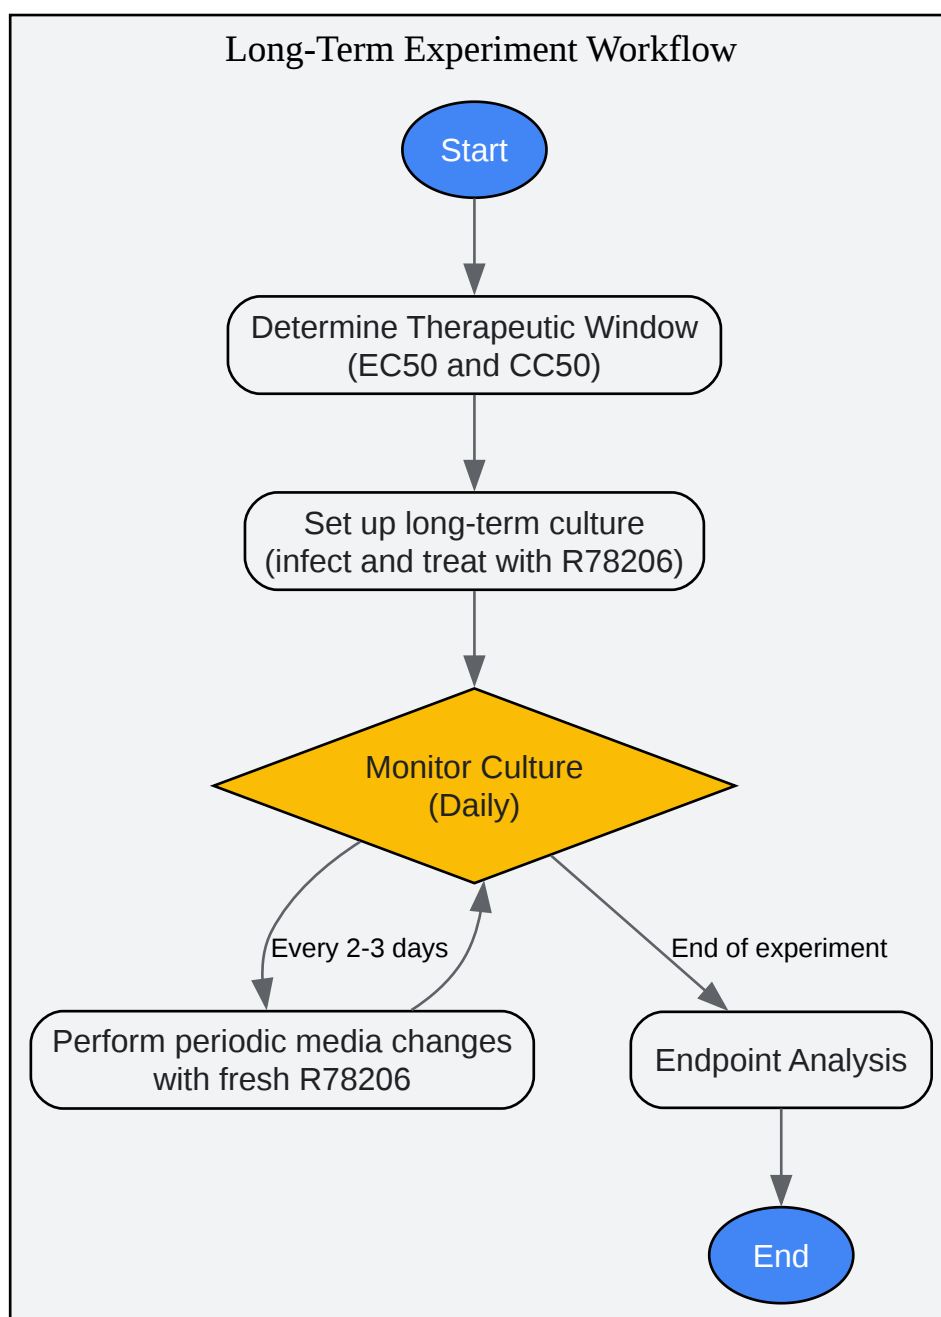 Long-Term Experiment Workflow
Start
Determine Therapeutic Window
(EC50 and CC50)
Set up long-term culture
(infect and treat with R78206)
Monitor Culture
(Daily)
Every 2-3 days
End of experiment
Perform periodic media changes
with fresh R78206
Endpoint Analysis
End